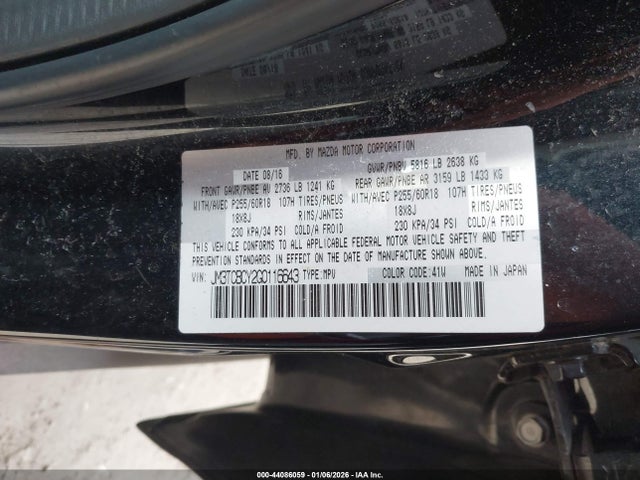 MFD. BY MAZDA MOTOR CORPORATION
DATE 08/16 GVWR/PNBV 5816 LB 2638 KG
FRONT GAWR/PNBE AV 2736 LB 1241 KG REAR GAWR/PNBE AR 3159 LB 1433 KG
WITH/AVEC P255/60R18 107H TIRES/PNEUS WITH/AVEC P255/60R18 107H TIRES/PNEUS
18X8J RIMS/JANTES 18X8J RIMS/JANTES
230 KPA/34 PSI COLD/A FROID 230 KPA/34 PSI COLD/A FROID
THIS VEHICLE CONFORMS TO ALL APPLICABLE FEDERAL MOTOR VEHICLE SAFETY AND THEFT
PREVENTION STANDARDS IN EFFECT ON THE DATE OF MANUFACTURE SHOWN ABOVE.
VIN: JM3TCBCY2G0116643 TYPE:MPV COLOR CODE:41W MADE IN JAPAN
000-44086059 | 01/06/2026 | IAA Inc.